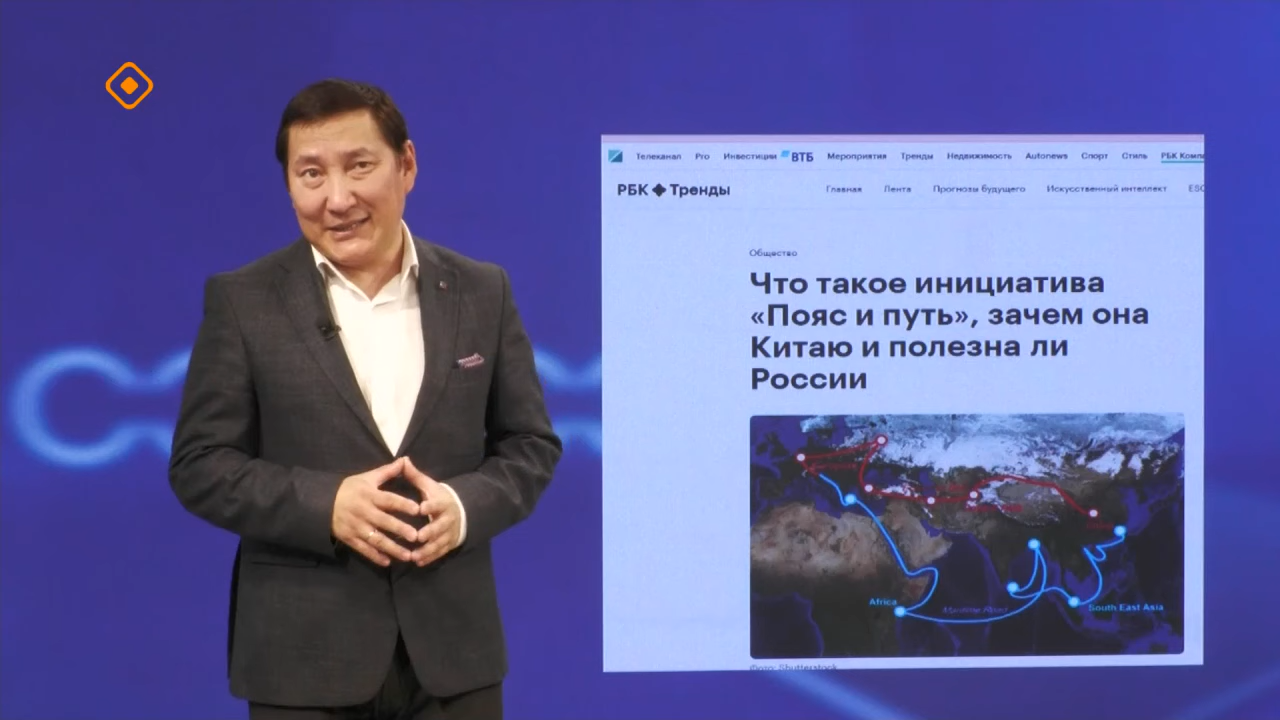 Телеканал Pro Инвестиции ВТБ Мероприятия Тренды Недвижимость Autonews Спорт Стиль РБК Компа
РБК Тренды Главная Лента Прогнозы будущего Искусственный интеллект ESG
Общество
Что такое инициатива
«Пояс и путь», зачем она
Китаю и полезна ли
России
Africa
Maritime Route
South East Asia
Фото: Shutterstock